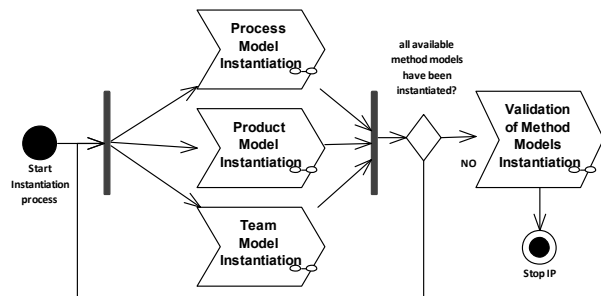 Process
Model
Instantiation
all available
method models
have been
instantiated?
Product
Model
Instantiation
Validation
of Method
Models
Instantiation
NO
Start
Instantiation
process
Team
Model
Instantiation
Stop IP